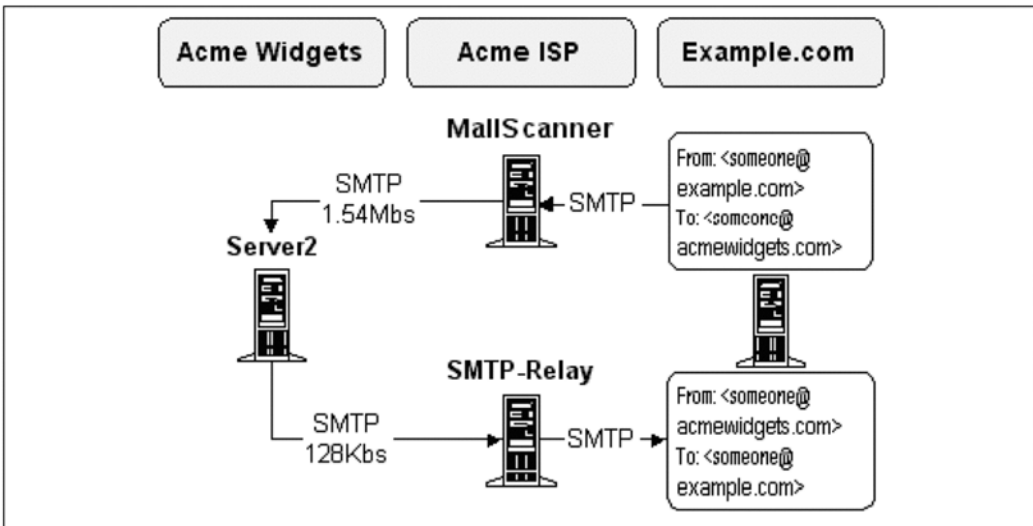 Acme Widgets
Acme ISP
Example.com
MallScanner
From: <someone@
example.com>
To: <someone@
acmewidgets.com>
SMTP
1.54Mbs
SMTP
Server2
SMTP-Relay
From: <someone@
acmewidgets.com>
To: <someone@
example.com>
SMTP
128Kbs
SMTP